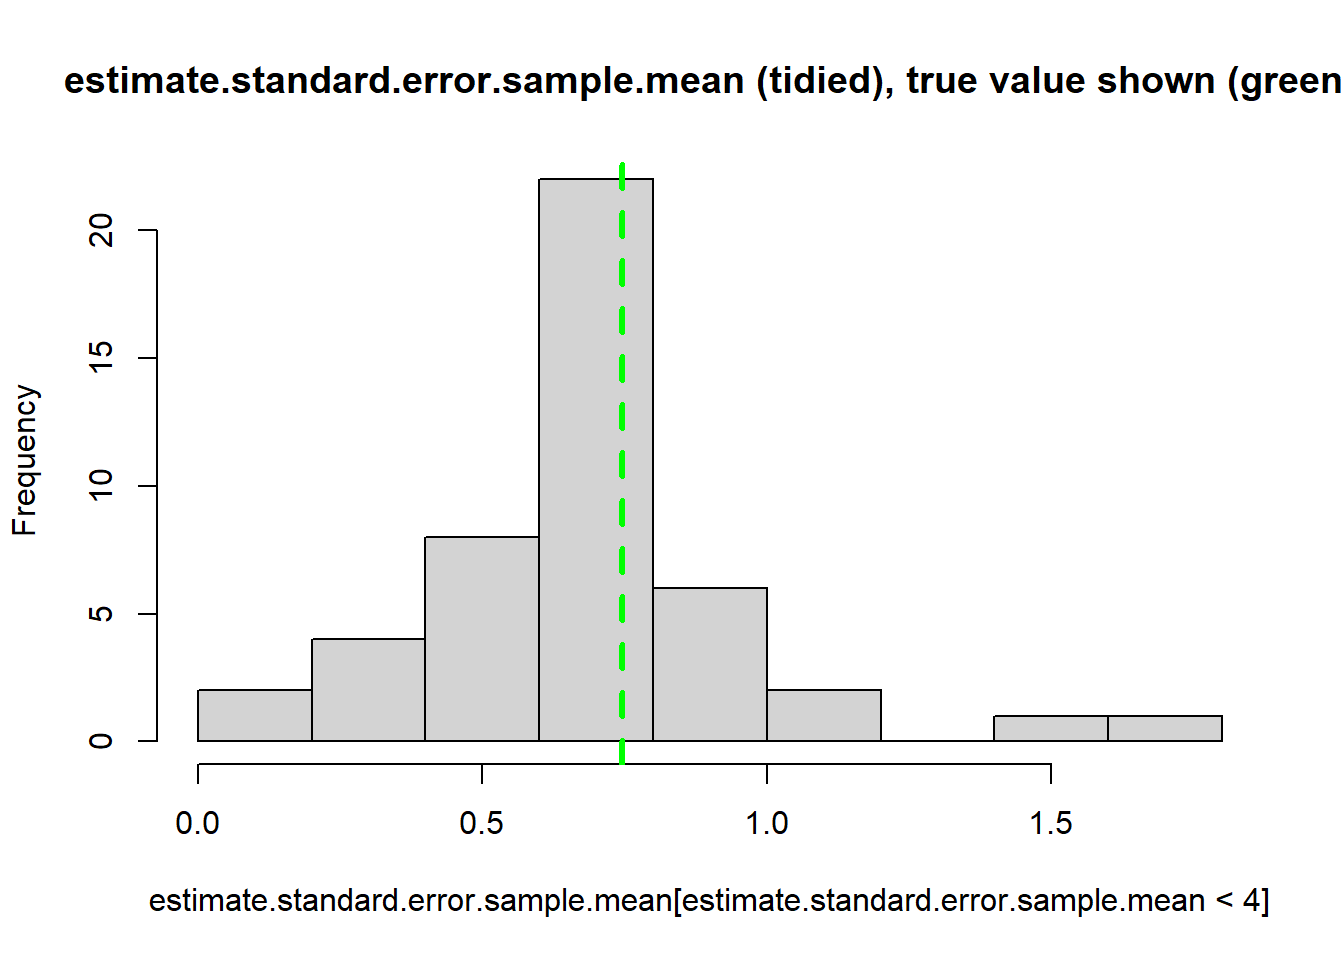 estimate.standard.error.sample.mean (tidied), true value shown (green
Frequency
20
15
10
5
0
0.0 0.5 1.0 1.5
estimate.standard.error.sample.mean[estimate.standard.error.sample.mean < 4]